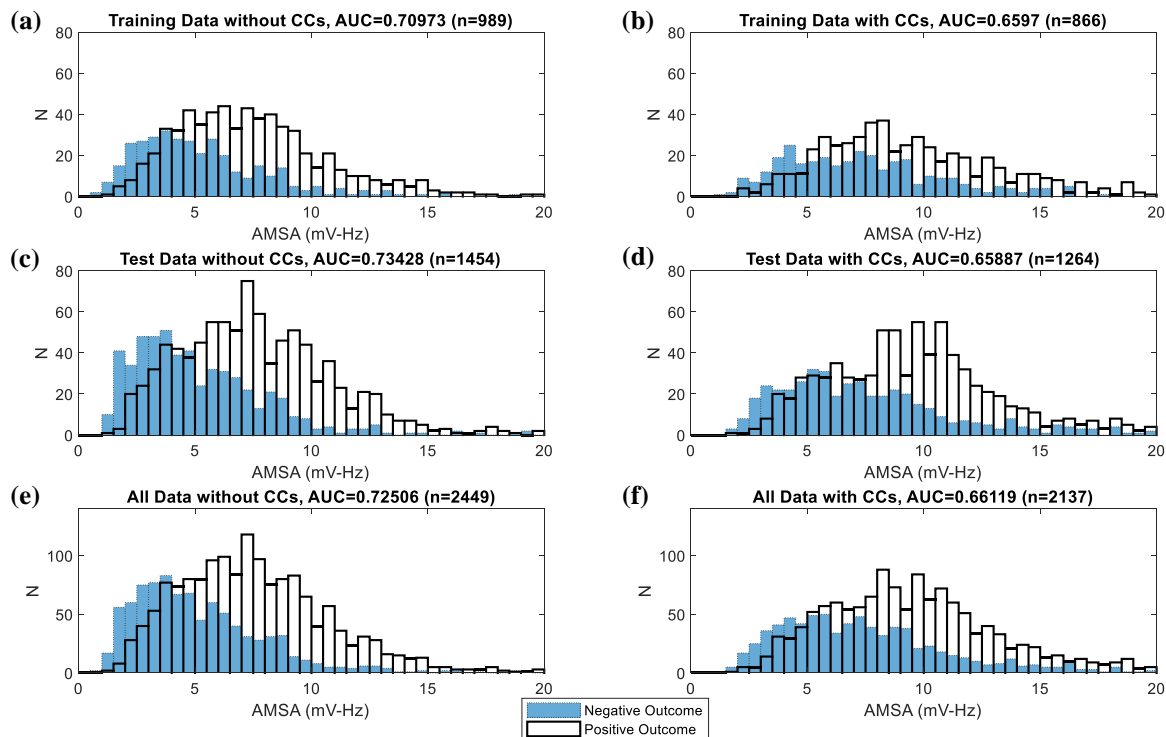 (a) Training Data without CCs, AUC=0.70973 (n=989)
80
60
40
20
0
N
0 5 10 15 20
AMSA (mV-Hz)
(b) Training Data with CCs, AUC=0.6597 (n=866)
80
60
40
20
0
N
0 5 10 15 20
AMSA (mV-Hz)
(c) Test Data without CCs, AUC=0.73428 (n=1454)
80
60
40
20
0
N
0 5 10 15 20
AMSA (mV-Hz)
(d) Test Data with CCs, AUC=0.65887 (n=1264)
80
60
40
20
0
N
0 5 10 15 20
AMSA (mV-Hz)
(e) All Data without CCs, AUC=0.72506 (n=2449)
100
50
0
N
0 5 10 15 20
AMSA (mV-Hz)
(f) All Data with CCs, AUC=0.66119 (n=2137)
100
50
0
N
0 5 10 15 20
AMSA (mV-Hz)
Negative Outcome
Positive Outcome